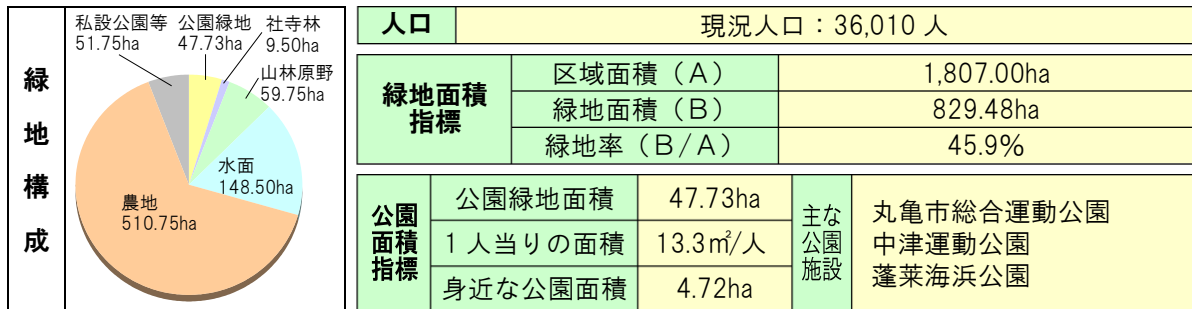 緑地構成
私設公園等
51.75ha
公園緑地
47.73ha
社寺林
9.50ha
山林原野
59.75ha
水面
148.50ha
農地
510.75ha
人口
現況人口：36,010 人
緑地面積
指標
区域面積（Ａ）
1,807.00ha
緑地面積（Ｂ）
829.48ha
緑地率（Ｂ/Ａ）
45.9%
公園
面積
指標
公園緑地面積
47.73ha
１人当りの面積
13.3㎡/人
身近な公園面積
4.72ha
主な
公園
施設
丸亀市総合運動公園
中津運動公園
蓬莱海浜公園